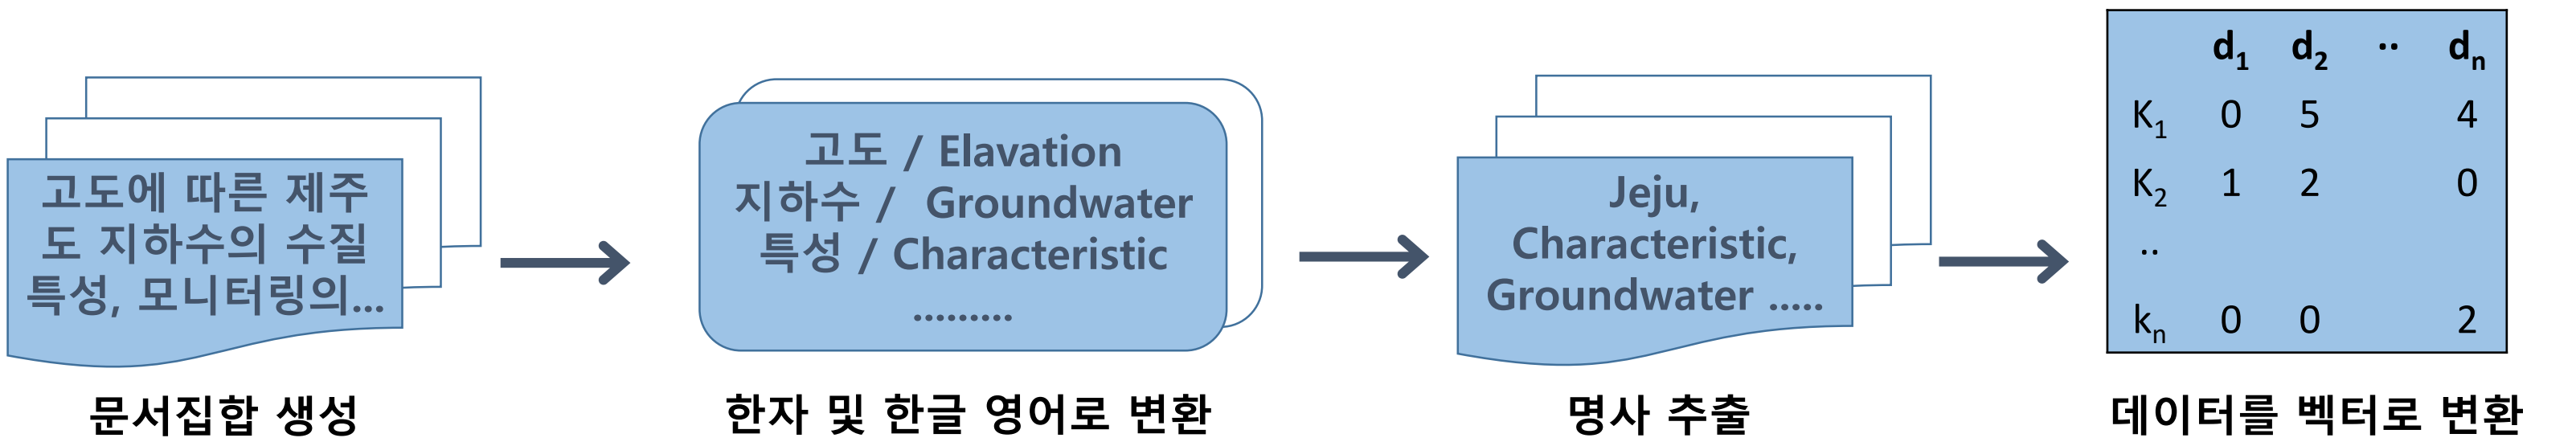 고도에 따른 제주
도 지하수의 수질
특성, 모니터링의...
문서집합 생성
고도 / Elavation
지하수 / Groundwater
특성 / Characteristic
.........
한자 및 한글 영어로 변환
Jeju,
Characteristic,
Groundwater .....
명사 추출
d1 d2 ·· dn
K1 0 5 4
K2 1 2 0
··
kn 0 0 2
데이터를 벡터로 변환